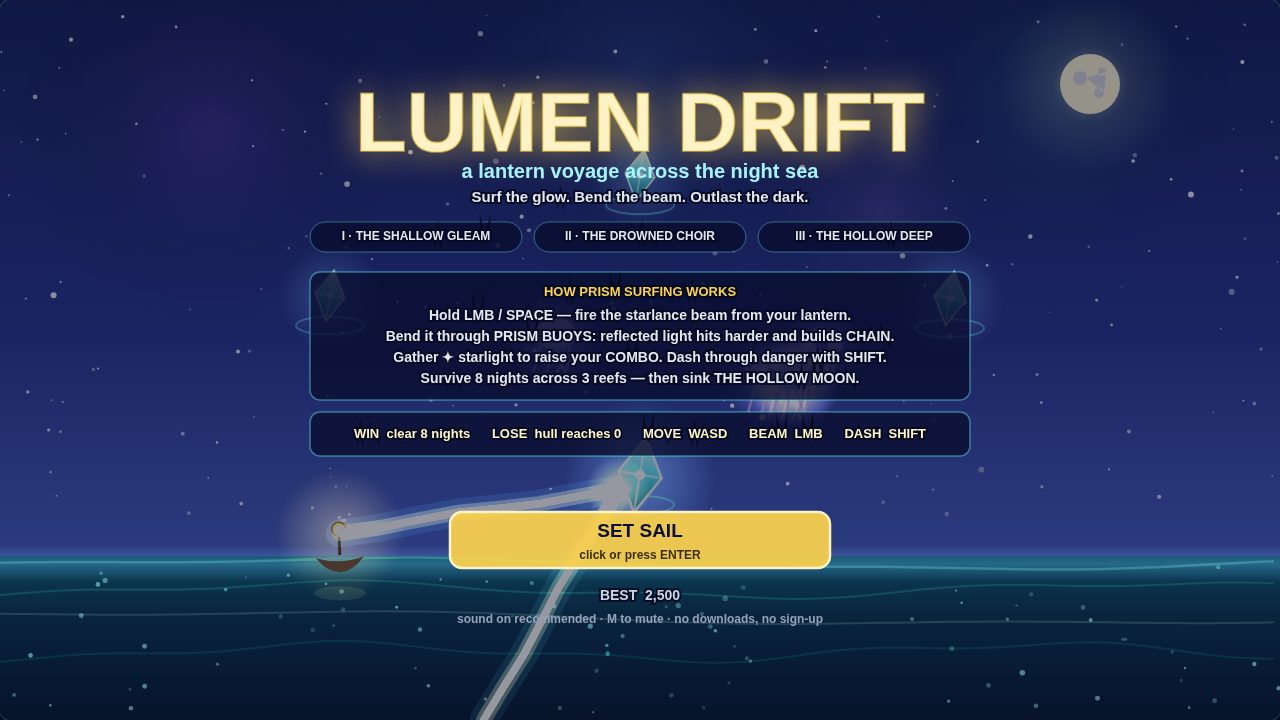 LUMEN DRIFT
a lantern voyage across the night sea
Surf the glow. Bend the beam. Outlast the dark.
I · THE SHALLOW GLEAM II · THE DROWNED CHOIR III · THE HOLLOW DEEP
HOW PRISM SURFING WORKS
Hold LMB / SPACE — fire the starlance beam from your lantern.
Bend it through PRISM BUOYS: reflected light hits harder and builds CHAIN.
Gather ✦ starlight to raise your COMBO. Dash through danger with SHIFT.
Survive 8 nights across 3 reefs — then sink THE HOLLOW MOON.
WIN clear 8 nights LOSE hull reaches 0 MOVE WASD BEAM LMB DASH SHIFT
SET SAIL
click or press ENTER
BEST 2,500
sound on recommended · M to mute · no downloads, no sign-up